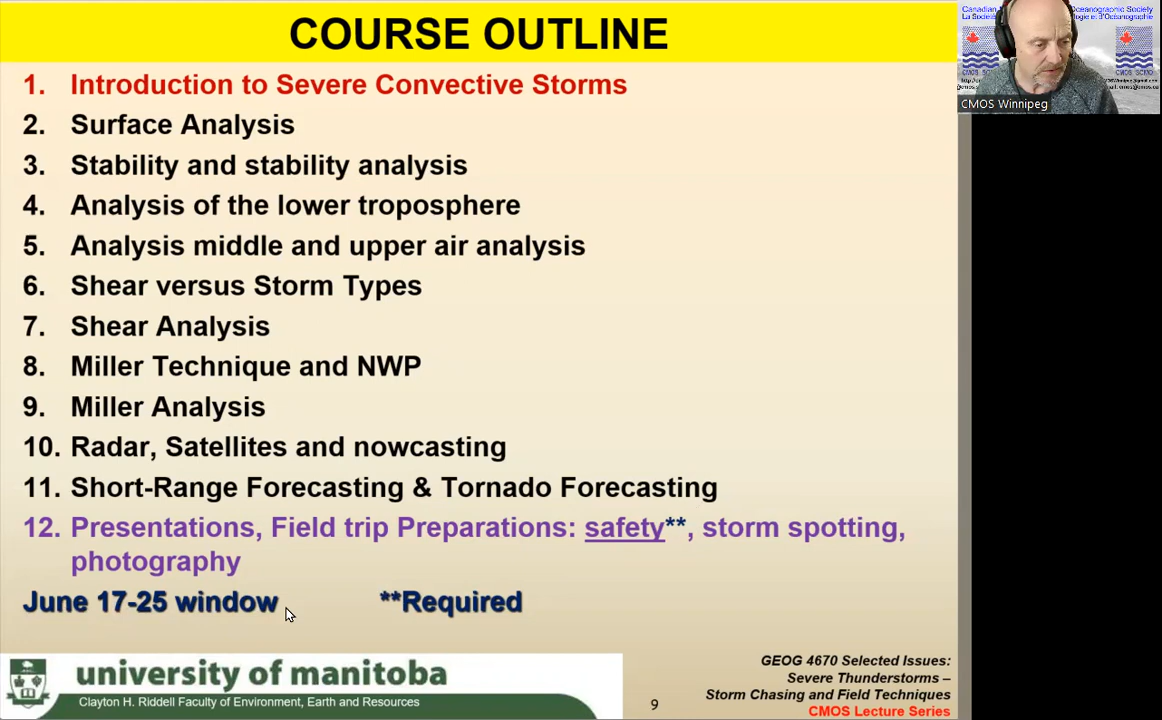 COURSE OUTLINE
1. Introduction to Severe Convective Storms
2. Surface Analysis
3. Stability and stability analysis
4. Analysis of the lower troposphere
5. Analysis middle and upper air analysis
6. Shear versus Storm Types
7. Shear Analysis
8. Miller Technique and NWP
9. Miller Analysis
10. Radar, Satellites and nowcasting
11. Short-Range Forecasting & Tornado Forecasting
12. Presentations, Field trip Preparations: safety**, storm spotting,
photography
June 17-25 window **Required
university of manitoba
Clayton H. Riddell Faculty of Environment, Earth and Resources
9
GEOG 4670 Selected Issues:
Severe Thunderstorms –
Storm Chasing and Field Techniques
CMOS Lecture Series
Canadian Oceanographic Society
La Société
CMOS Winnipeg